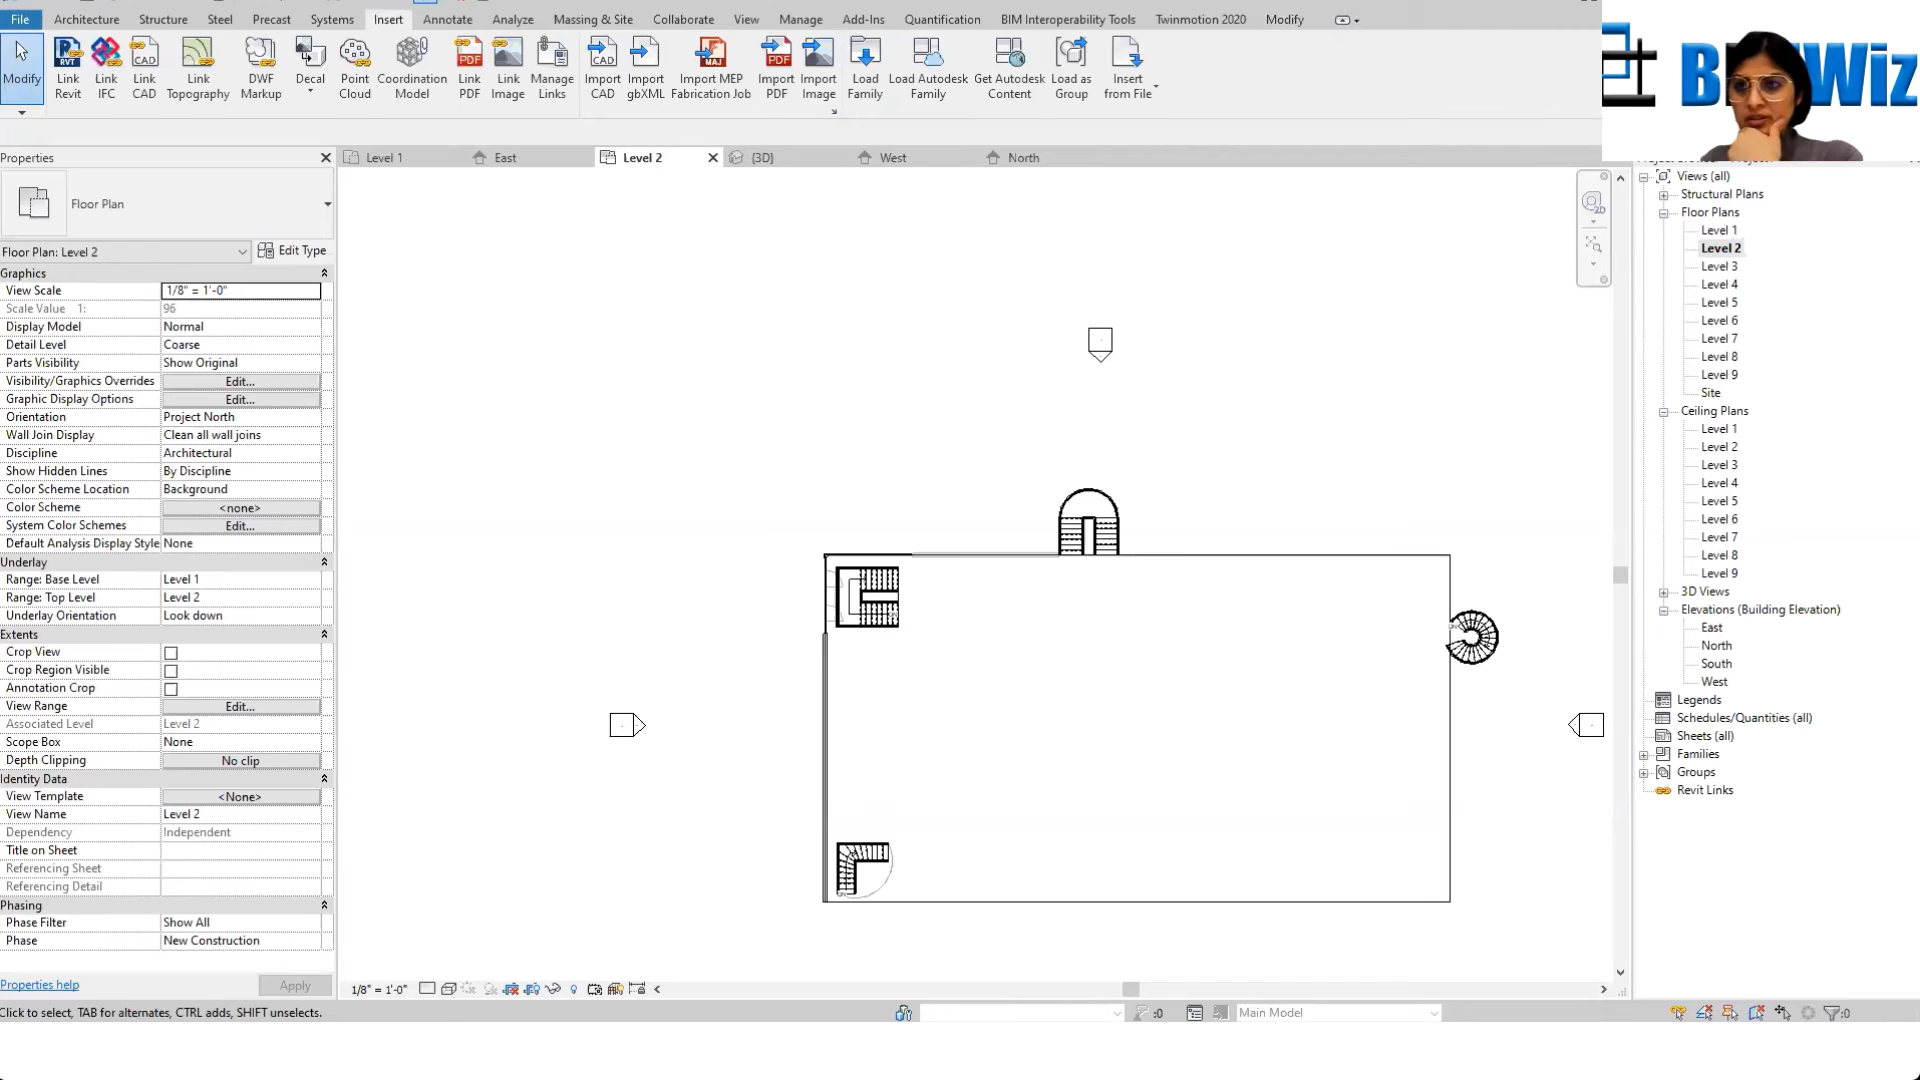 File Architecture Structure Steel Precast Systems Insert Annotate Analyze Massing & Site Collaborate View Manage Add-Ins Quantification BIM Interoperability Tools Twinmotion 2020 Modify
Modify
Link Revit
Link IFC
Link CAD
Link Topography
DWF Markup
Decal
Point Cloud
Coordination Model
Link PDF
Link Image
Manage Links
Import CAD
Import gbXML
Import MEP Fabrication Job
Import PDF
Import Image
Load Family
Load Autodesk Family
Get Autodesk Content
Load as Group
Insert from File
Properties
Level 1 East Level 2 {3D} West North
Floor Plan
Floor Plan: Level 2 Edit Type
Graphics
View Scale 1/8" = 1'-0"
Scale Value 1: 96
Display Model Normal
Detail Level Coarse
Parts Visibility Show Original
Visibility/Graphics Overrides Edit...
Graphic Display Options Edit...
Orientation Project North
Wall Join Display Clean all wall joins
Discipline Architectural
Show Hidden Lines By Discipline
Color Scheme Location Background
Color Scheme <none>
System Color Schemes Edit...
Default Analysis Display Style None
Underlay
Range: Base Level Level 1
Range: Top Level Level 2
Underlay Orientation Look down
Extents
Crop View
Crop Region Visible
Annotation Crop
View Range Edit...
Associated Level Level 2
Scope Box None
Depth Clipping No clip
Identity Data
View Template <None>
View Name Level 2
Dependency Independent
Title on Sheet
Referencing Sheet
Referencing Detail
Phasing
Phase Filter Show All
Phase New Construction
Properties help Apply
1/8" = 1'-0"
Click to select, TAB for alternates, CTRL adds, SHIFT unselects.
:0 Main Model :0
Views (all)
Structural Plans
Floor Plans
Level 1
Level 2
Level 3
Level 4
Level 5
Level 6
Level 7
Level 8
Level 9
Site
Ceiling Plans
Level 1
Level 2
Level 3
Level 4
Level 5
Level 6
Level 7
Level 8
Level 9
3D Views
Elevations (Building Elevation)
East
North
South
West
Legends
Schedules/Quantities (all)
Sheets (all)
Families
Groups
Revit Links